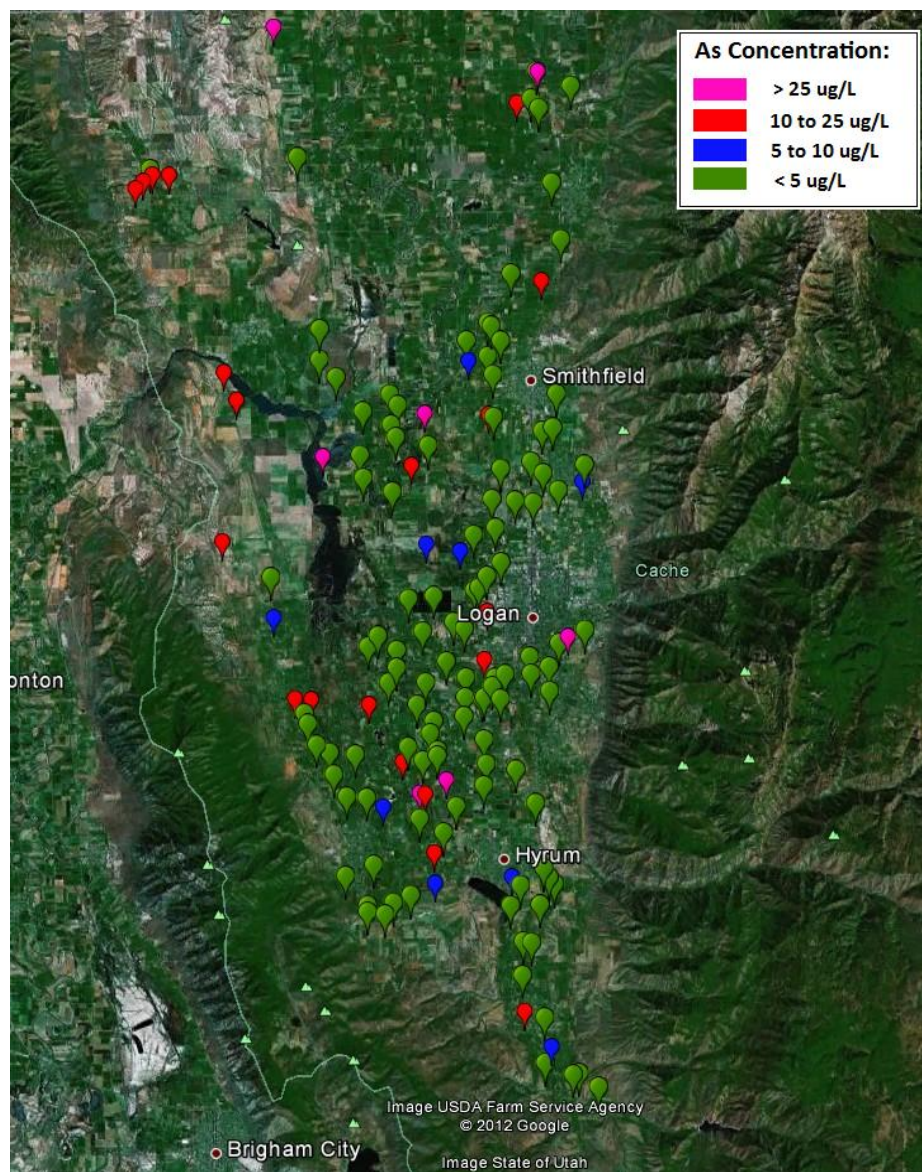 As Concentration:
> 25 ug/L
10 to 25 ug/L
5 to 10 ug/L
< 5 ug/L
Smithfield
Cache
Logan
onton
Hyrum
Image USDA Farm Service Agency
© 2012 Google
Brigham City
Image State of Utah